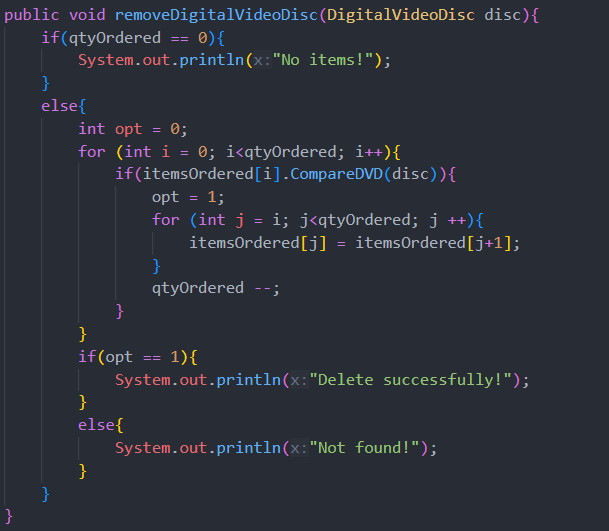 public void removeDigitalVideoDisc(DigitalVideoDisc disc){
    if(qtyOrdered == 0){
        System.out.println(x:"No items!");
    }
    else{
        int opt = 0;
        for (int i = 0; i<qtyOrdered; i++){
            if(itemsOrdered[i].CompareDVD(disc)){
                opt = 1;
                for (int j = i; j<qtyOrdered; j ++){
                    itemsOrdered[j] = itemsOrdered[j+1];
                }
                qtyOrdered --;
            }
        }
        if(opt == 1){
            System.out.println(x:"Delete successfully!");
        }
        else{
            System.out.println(x:"Not found!");
        }
    }
}